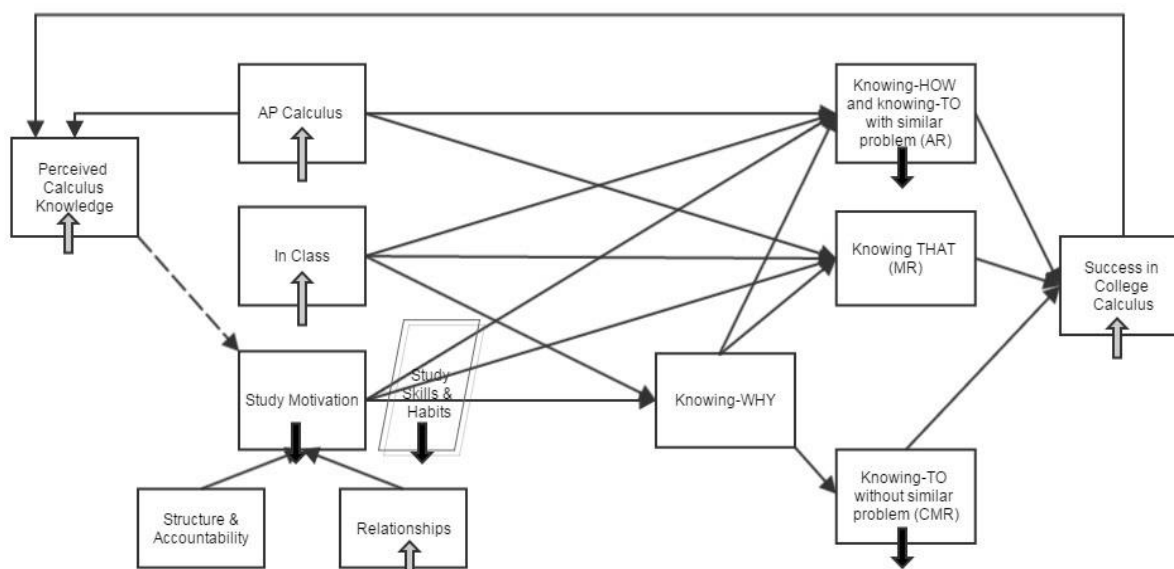 AP Calculus
Knowing-HOW
and knowing-TO
with similar
problem (AR)
Perceived
Calculus
Knowledge
In Class
Knowing THAT
(MR)
Success in
College
Calculus
Study Motivation
Study
Skills &
Habits
Knowing-WHY
Structure &
Accountability
Relationships
Knowing-TO
without similar
problem (CMR)